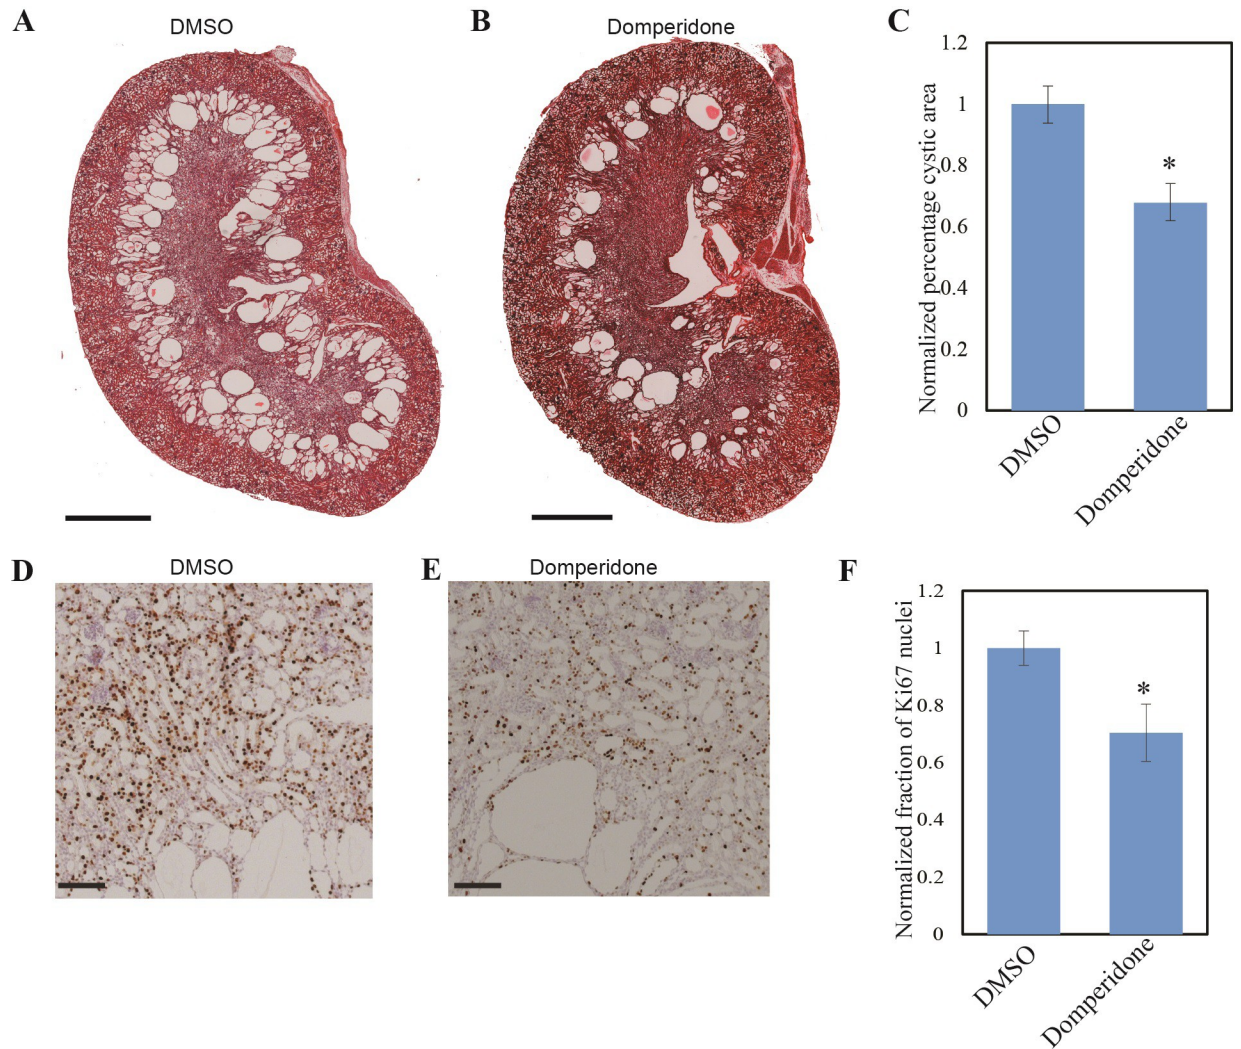 A
DMSO
B
Domperidone
C
Normalized percentage cystic area
1.2
1
0.8
0.6
0.4
0.2
0
*
DMSO
Domperidone
D
DMSO
E
Domperidone
F
Normalized fraction of Ki67 nuclei
1.2
1
0.8
0.6
0.4
0.2
0
*
DMSO
Domperidone